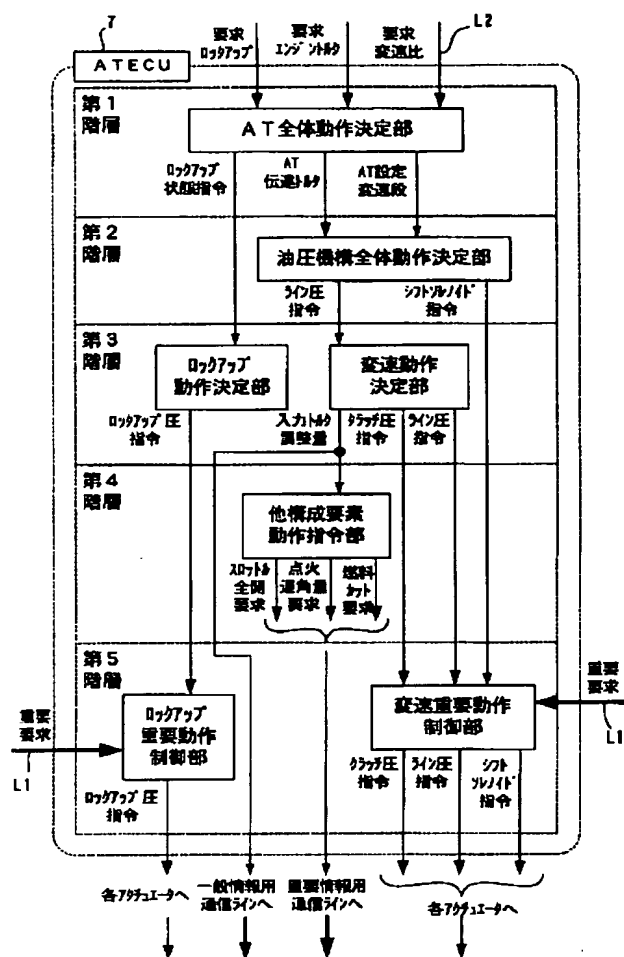 7
ATECU
要求
ロックアップ
要求
エンジントルク
要求
変速比
L2
第1
階層
AT全体動作決定部
ロックアップ
状態指令
AT
伝達トルク
AT設定
変速段
第2
階層
油圧機構全体動作決定部
ライン圧
指令
シフトソレノイド
指令
第3
階層
ロックアップ
動作決定部
変速動作
決定部
ロックアップ圧
指令
入力トルク
調整量
クラッチ圧
指令
ライン圧
指令
第4
階層
他構成要素
動作指令部
スロットル
全閉
要求
点火
遅角量
要求
燃料
カット
要求
第5
階層
重要
要求
L1
ロックアップ
重要動作
制御部
変速重要動作
制御部
重要
要求
L1
ロックアップ圧
指令
クラッチ圧
指令
ライン圧
指令
シフト
ソレノイド
指令
各アクチュエータへ
一般情報用
通信ラインへ
重要情報用
通信ラインへ
各アクチュエータへ